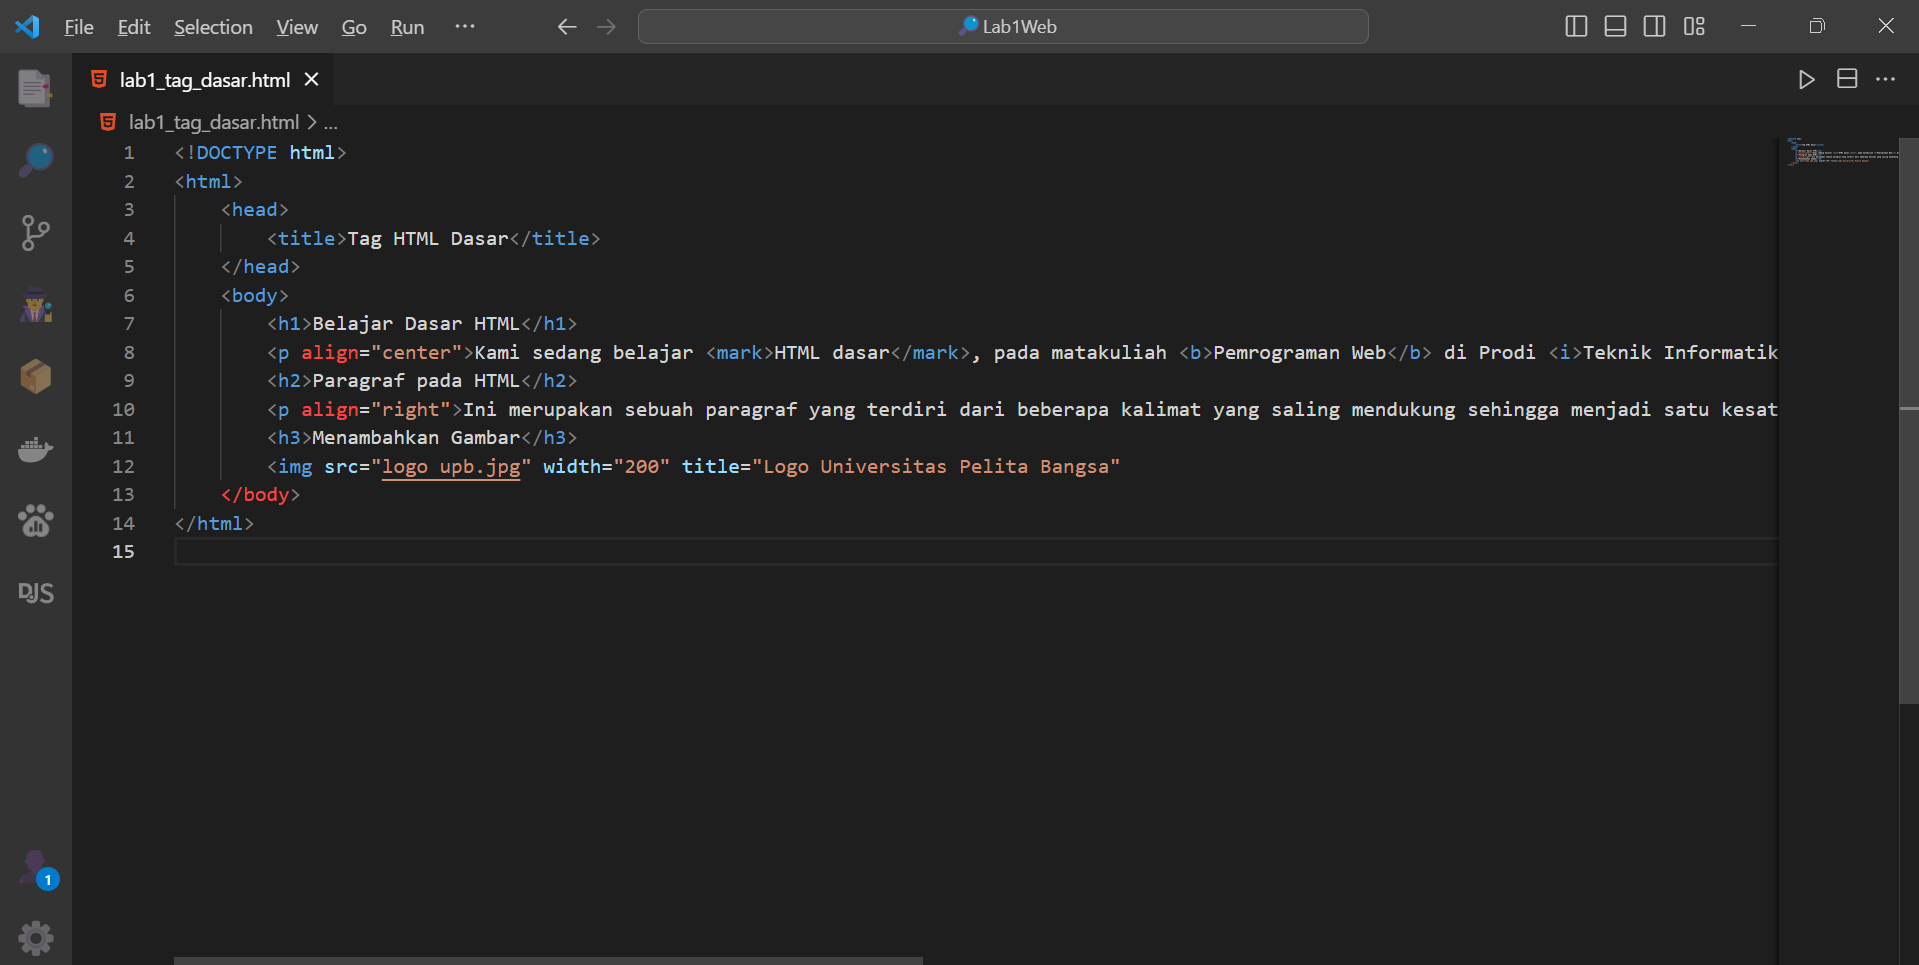 File Edit Selection View Go Run ··· ← → Lab1Web
lab1_tag_dasar.html ×
lab1_tag_dasar.html > ...
1 <!DOCTYPE html>
2 <html>
3 <head>
4 <title>Tag HTML Dasar</title>
5 </head>
6 <body>
7 <h1>Belajar Dasar HTML</h1>
8 <p align="center">Kami sedang belajar <mark>HTML dasar</mark>, pada matakuliah <b>Pemrograman Web</b> di Prodi <i>Teknik Informatik
9 <h2>Paragraf pada HTML</h2>
10 <p align="right">Ini merupakan sebuah paragraf yang terdiri dari beberapa kalimat yang saling mendukung sehingga menjadi satu kesat
11 <h3>Menambahkan Gambar</h3>
12 <img src="logo upb.jpg" width="200" title="Logo Universitas Pelita Bangsa"
13 </body>
14 </html>
15
DJS
1